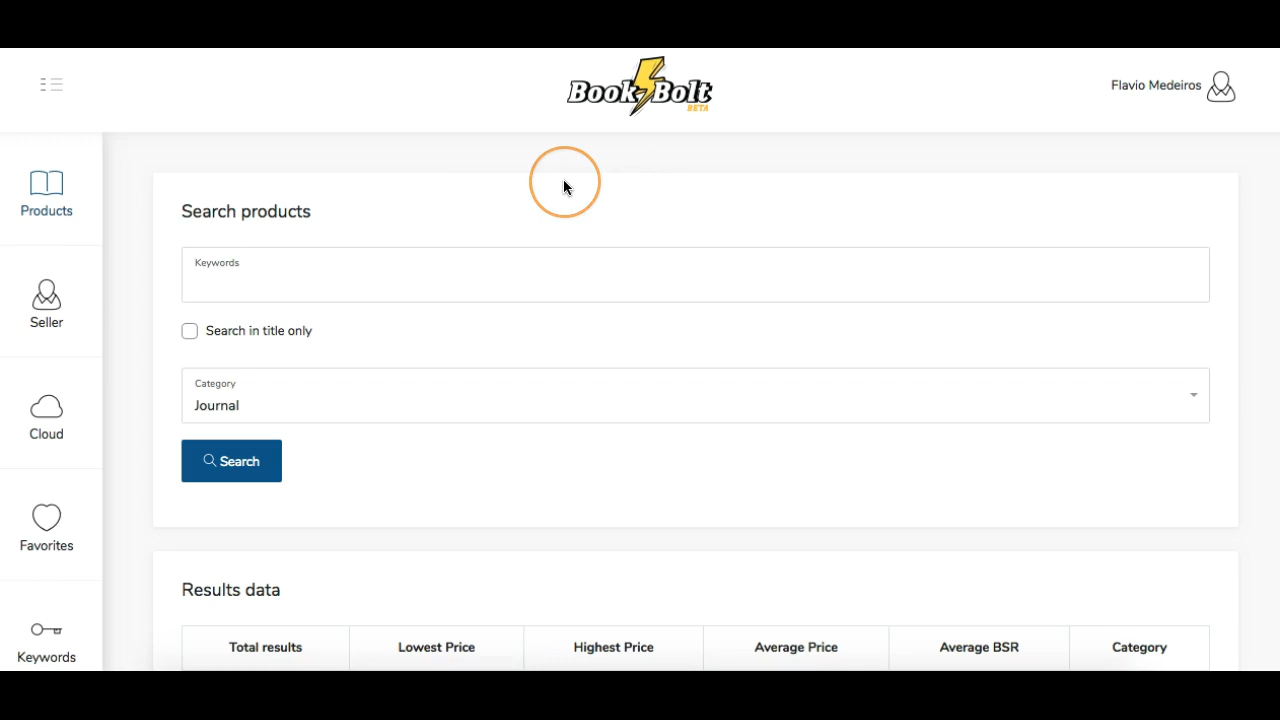 Book Bolt
BETA
Flavio Medeiros
Products
Seller
Cloud
Favorites
Keywords
Search products
Keywords
Search in title only
Category
Journal
Search
Results data
Total results
Lowest Price
Highest Price
Average Price
Average BSR
Category